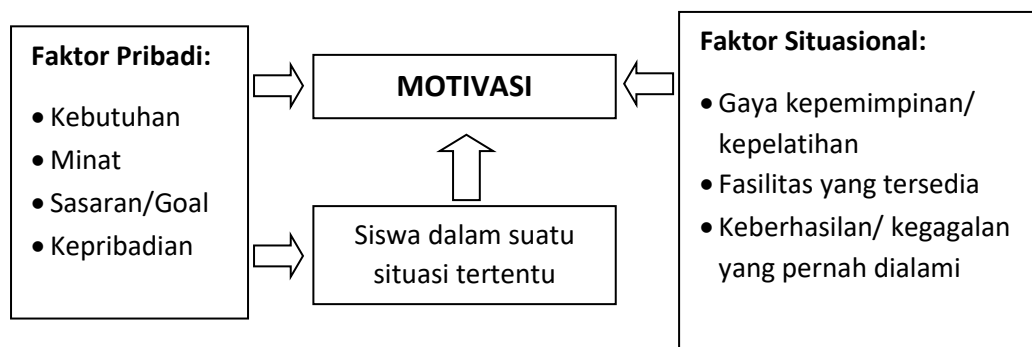 Faktor Pribadi:
• Kebutuhan
• Minat
• Sasaran/Goal
• Kepribadian
MOTIVASI
Siswa dalam suatu
situasi tertentu
Faktor Situasional:
• Gaya kepemimpinan/
kepelatihan
• Fasilitas yang tersedia
• Keberhasilan/ kegagalan
yang pernah dialami